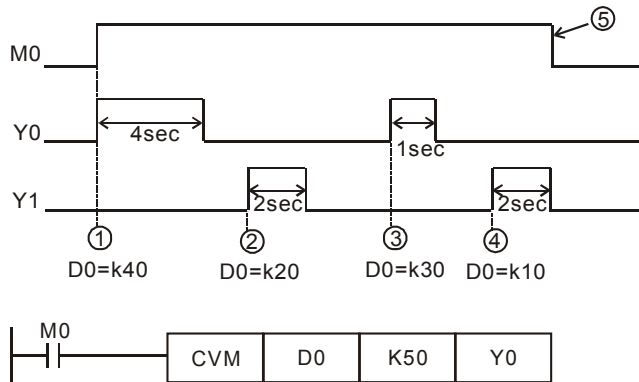 M0
⑤
Y0
4sec
1sec
Y1
2sec
2sec
① ② ③ ④
D0=k40 D0=k20 D0=k30 D0=k10
M0
CVM D0 K50 Y0